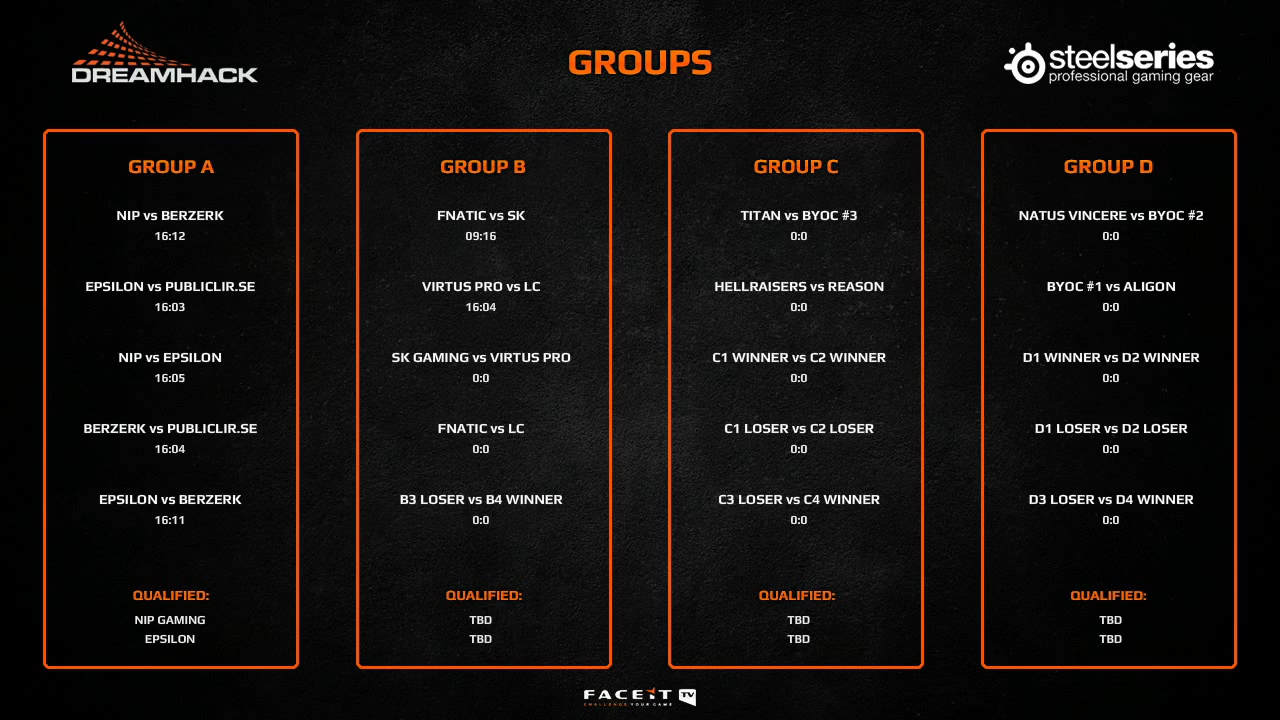 DREAMHACK
GROUPS
steelseries
professional gaming gear
GROUP A
NIP vs BERZERK
16:12
EPSILON vs PUBLICLIR.SE
16:03
NIP vs EPSILON
16:05
BERZERK vs PUBLICLIR.SE
16:04
EPSILON vs BERZERK
16:11
QUALIFIED:
NIP GAMING
EPSILON
GROUP B
FNATIC vs SK
09:16
VIRTUS PRO vs LC
16:04
SK GAMING vs VIRTUS PRO
0:0
FNATIC vs LC
0:0
B3 LOSER vs B4 WINNER
0:0
QUALIFIED:
TBD
TBD
GROUP C
TITAN vs BYOC #3
0:0
HELLRAISERS vs REASON
0:0
C1 WINNER vs C2 WINNER
0:0
C1 LOSER vs C2 LOSER
0:0
C3 LOSER vs C4 WINNER
0:0
QUALIFIED:
TBD
TBD
GROUP D
NATUS VINCERE vs BYOC #2
0:0
BYOC #1 vs ALIGON
0:0
D1 WINNER vs D2 WINNER
0:0
D1 LOSER vs D2 LOSER
0:0
D3 LOSER vs D4 WINNER
0:0
QUALIFIED:
TBD
TBD
FACEIT TV
CHALLENGE YOUR GAME